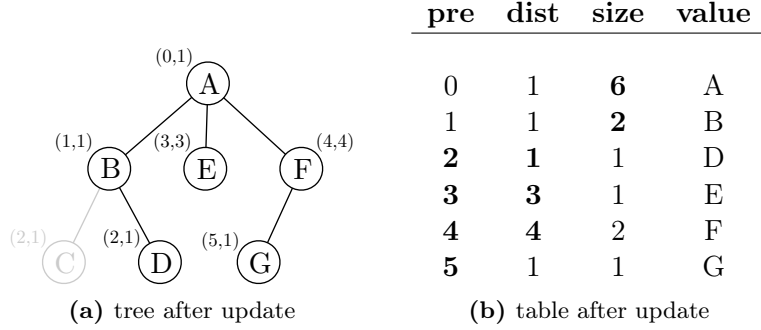 (0,1)
A
(1,1)
B
(3,3)
E
(4,4)
F
(2,1)
C
(2,1)
D
(5,1)
G
(a) tree after update
pre dist size value
0 1 6 A
1 1 2 B
2 1 1 D
3 3 1 E
4 4 2 F
5 1 1 G
(b) table after update